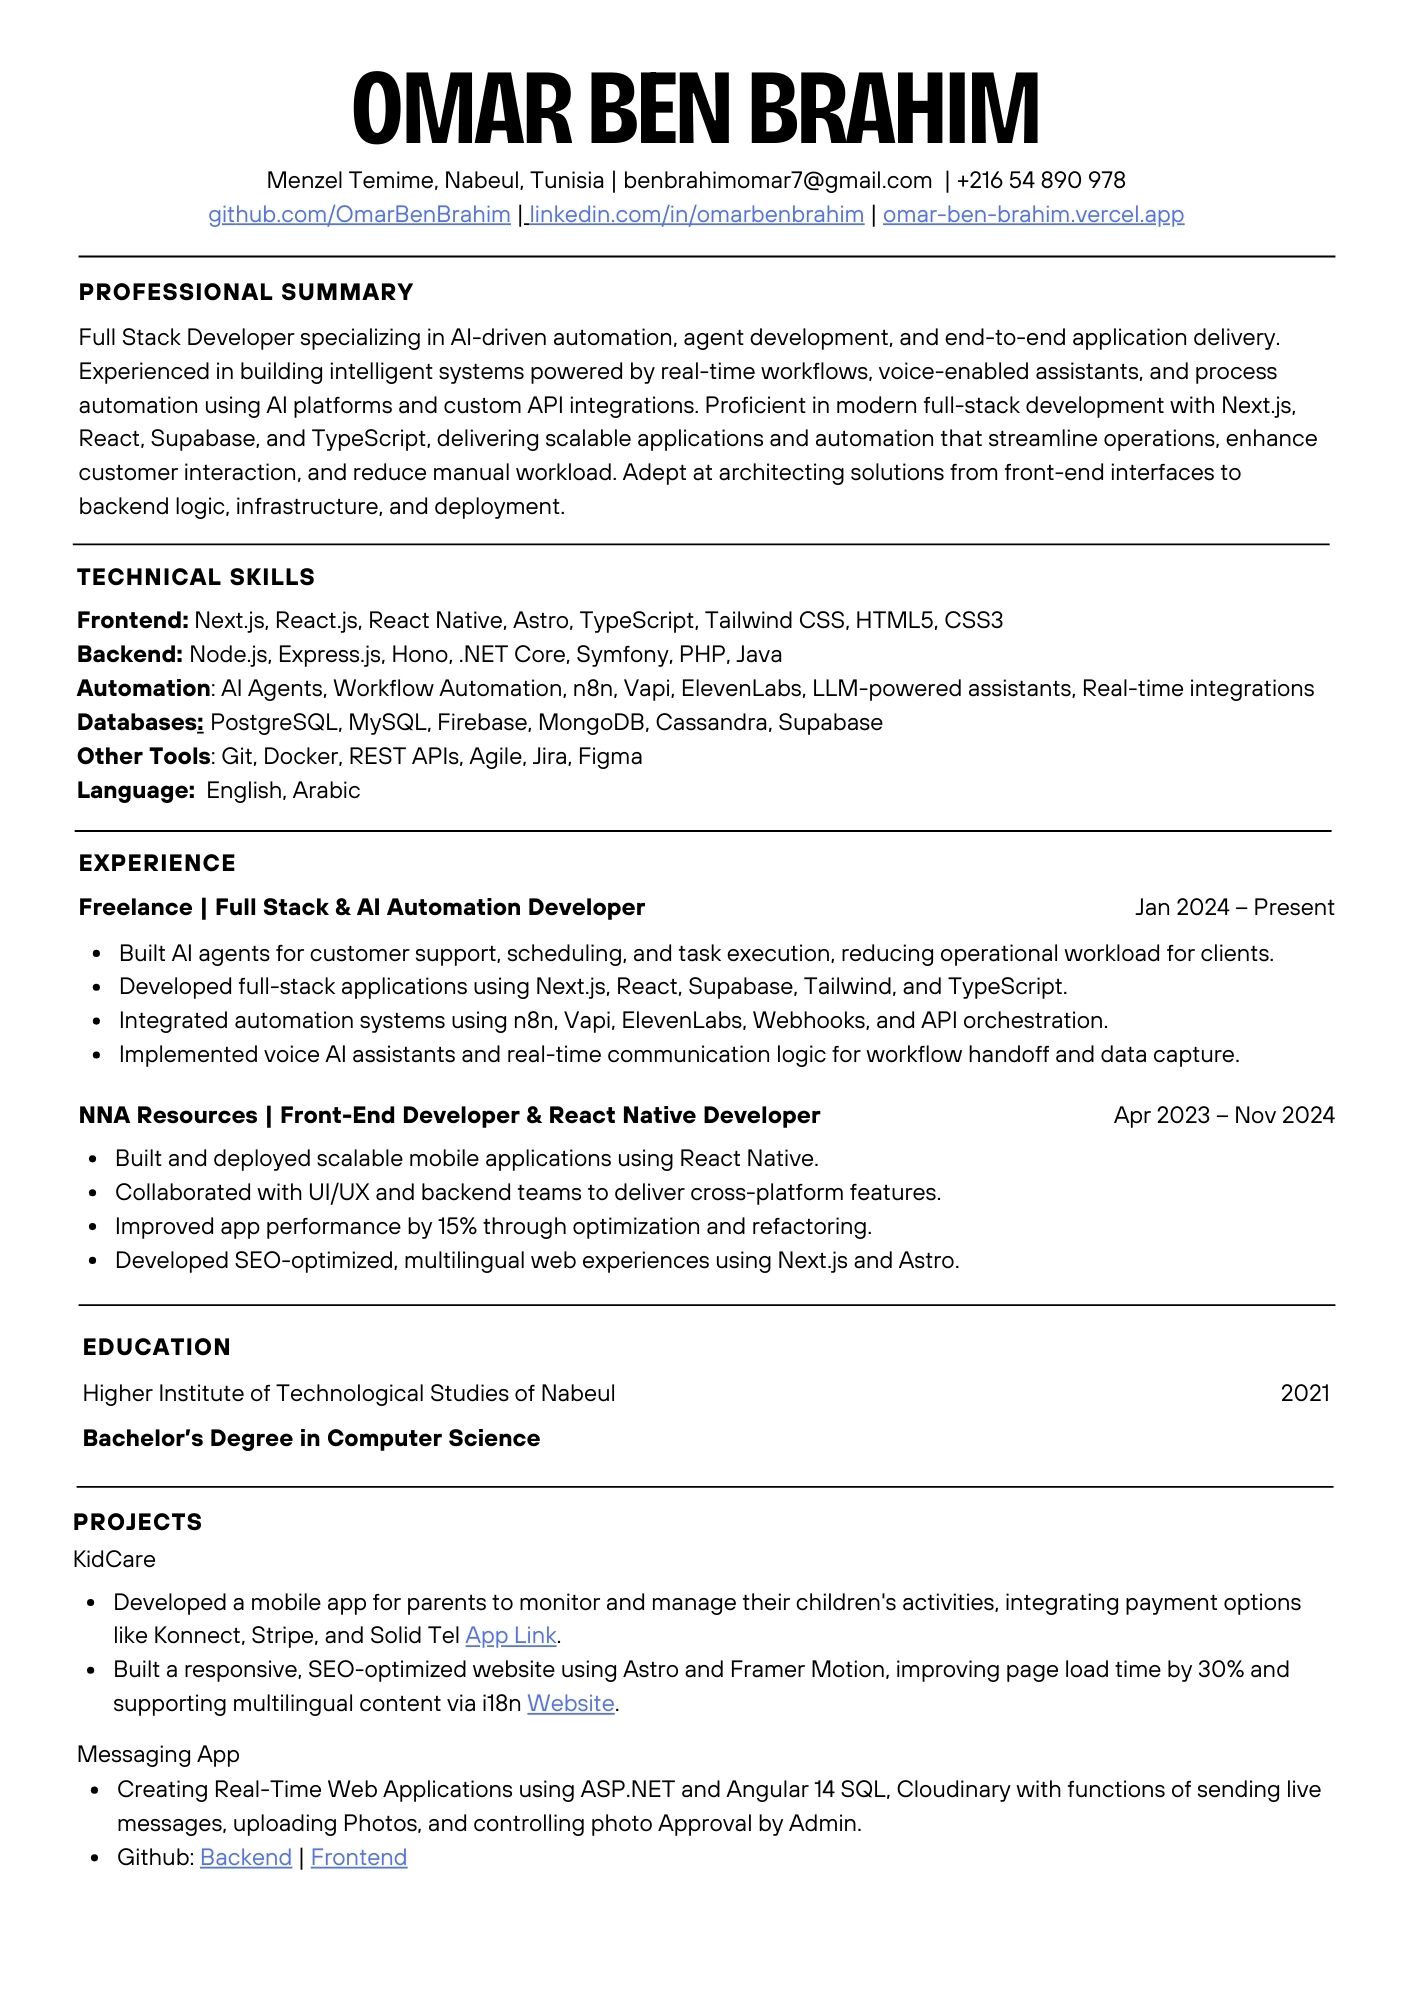 OMAR BEN BRAHIM
Menzel Temime, Nabeul, Tunisia | benbrahimomar7@gmail.com | +216 54 890 978
github.com/OmarBenBrahim | linkedin.com/in/omarbenbrahim | omar-ben-brahim.vercel.app
PROFESSIONAL SUMMARY
Full Stack Developer specializing in AI-driven automation, agent development, and end-to-end application delivery.
Experienced in building intelligent systems powered by real-time workflows, voice-enabled assistants, and process
automation using AI platforms and custom API integrations. Proficient in modern full-stack development with Next.js,
React, Supabase, and TypeScript, delivering scalable applications and automation that streamline operations, enhance
customer interaction, and reduce manual workload. Adept at architecting solutions from front-end interfaces to
backend logic, infrastructure, and deployment.
TECHNICAL SKILLS
Frontend: Next.js, React.js, React Native, Astro, TypeScript, Tailwind CSS, HTML5, CSS3
Backend: Node.js, Express.js, Hono, .NET Core, Symfony, PHP, Java
Automation: AI Agents, Workflow Automation, n8n, Vapi, ElevenLabs, LLM-powered assistants, Real-time integrations
Databases: PostgreSQL, MySQL, Firebase, MongoDB, Cassandra, Supabase
Other Tools: Git, Docker, REST APIs, Agile, Jira, Figma
Language: English, Arabic
EXPERIENCE
Freelance | Full Stack & AI Automation Developer Jan 2024 – Present
• Built AI agents for customer support, scheduling, and task execution, reducing operational workload for clients.
• Developed full-stack applications using Next.js, React, Supabase, Tailwind, and TypeScript.
• Integrated automation systems using n8n, Vapi, ElevenLabs, Webhooks, and API orchestration.
• Implemented voice AI assistants and real-time communication logic for workflow handoff and data capture.
NNA Resources | Front-End Developer & React Native Developer Apr 2023 – Nov 2024
• Built and deployed scalable mobile applications using React Native.
• Collaborated with UI/UX and backend teams to deliver cross-platform features.
• Improved app performance by 15% through optimization and refactoring.
• Developed SEO-optimized, multilingual web experiences using Next.js and Astro.
EDUCATION
Higher Institute of Technological Studies of Nabeul 2021
Bachelor's Degree in Computer Science
PROJECTS
KidCare
• Developed a mobile app for parents to monitor and manage their children's activities, integrating payment options
like Konnect, Stripe, and Solid Tel App Link.
• Built a responsive, SEO-optimized website using Astro and Framer Motion, improving page load time by 30% and
supporting multilingual content via i18n Website.
Messaging App
• Creating Real-Time Web Applications using ASP.NET and Angular 14 SQL, Cloudinary with functions of sending live
messages, uploading Photos, and controlling photo Approval by Admin.
• Github: Backend | Frontend